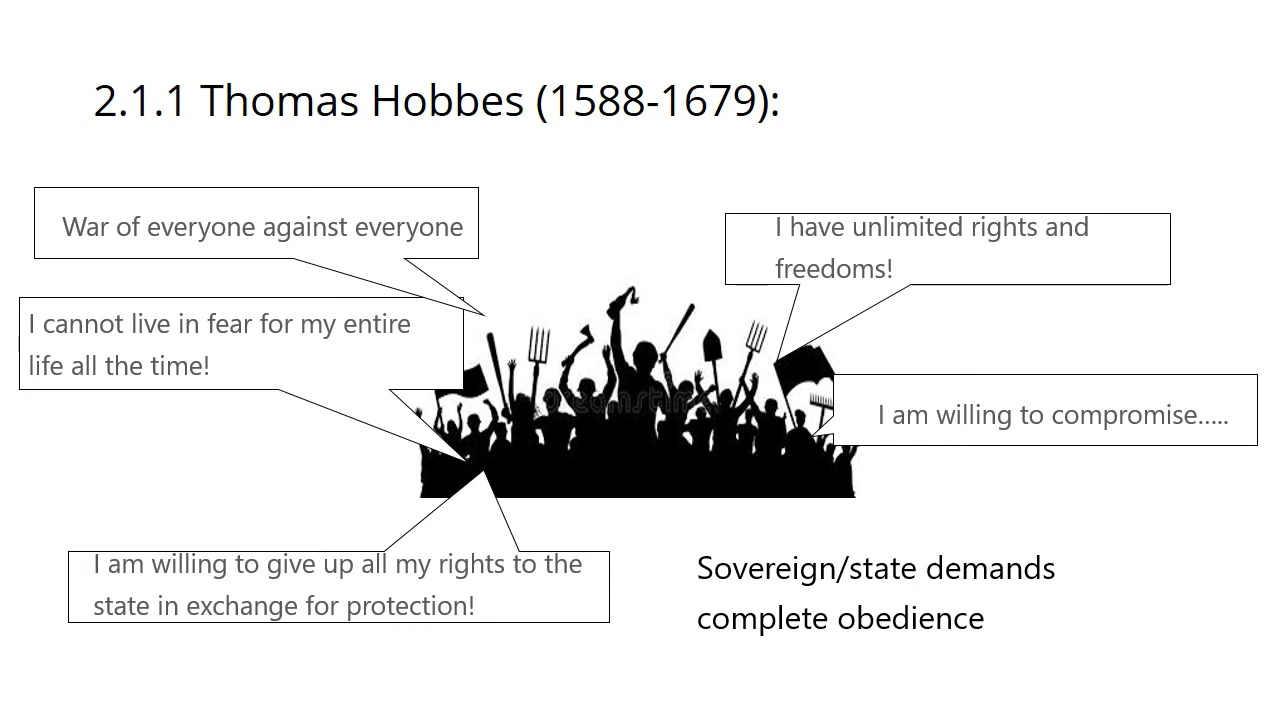 2.1.1 Thomas Hobbes (1588-1679):
War of everyone against everyone
I have unlimited rights and
freedoms!
I cannot live in fear for my entire
life all the time!
I am willing to compromise…..
dreamstime
I am willing to give up all my rights to the
state in exchange for protection!
Sovereign/state demands
complete obedience